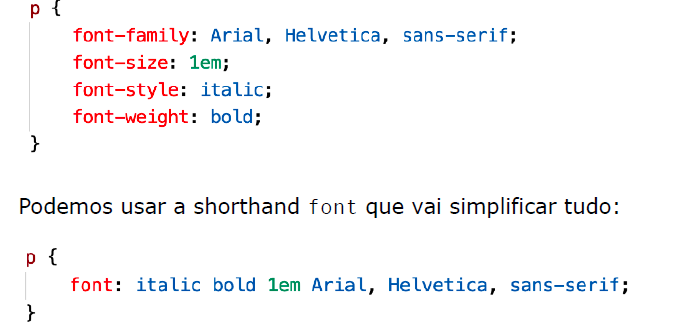 p {
font-family: Arial, Helvetica, sans-serif;
font-size: 1em;
font-style: italic;
font-weight: bold;
}
Podemos usar a shorthand font que vai simplificar tudo:
p {
font: italic bold 1em Arial, Helvetica, sans-serif;
}